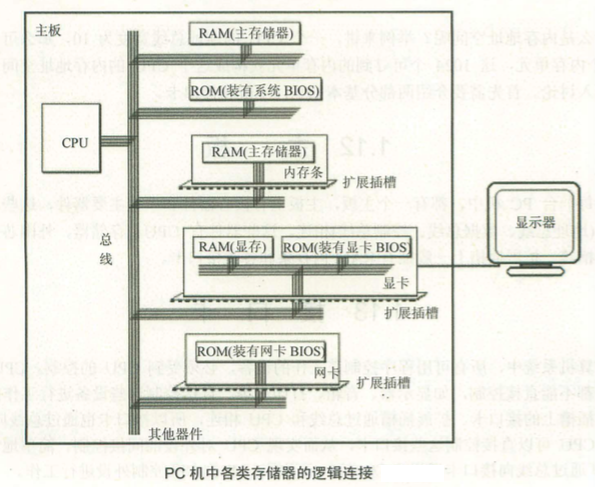 主板
RAM(主存储器)
ROM(装有系统 BIOS)
CPU
RAM(主存储器)
内存条
扩展插槽
总线
RAM(显存)
ROM(装有显卡 BIOS)
显卡
扩展插槽
显示器
ROM(装有网卡 BIOS)
网卡
扩展插槽
其他器件
PC 机中各类存储器的逻辑连接